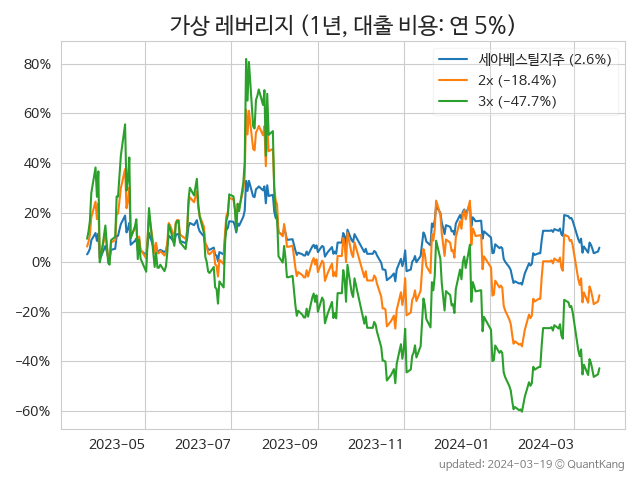 가상 레버리지 (1년, 대출 비용: 연 5%)
세아베스틸지주 (2.6%)
2x (−18.4%)
3x (−47.7%)
80%
60%
40%
20%
0%
−20%
−40%
−60%
2023-05
2023-07
2023-09
2023-11
2024-01
2024-03
updated: 2024-03-19 © QuantKang